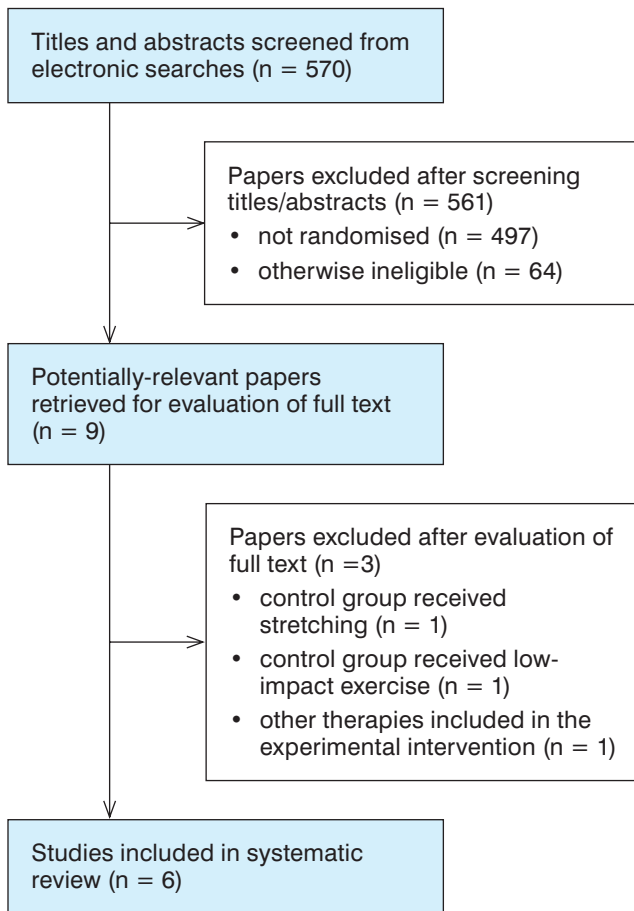 Titles and abstracts screened from
electronic searches (n = 570)
Papers excluded after screening
titles/abstracts (n = 561)
• not randomised (n = 497)
• otherwise ineligible (n = 64)
Potentially-relevant papers
retrieved for evaluation of full text
(n = 9)
Papers excluded after evaluation of
full text (n =3)
• control group received
stretching (n = 1)
• control group received low-
impact exercise (n = 1)
• other therapies included in the
experimental intervention (n = 1)
Studies included in systematic
review (n = 6)